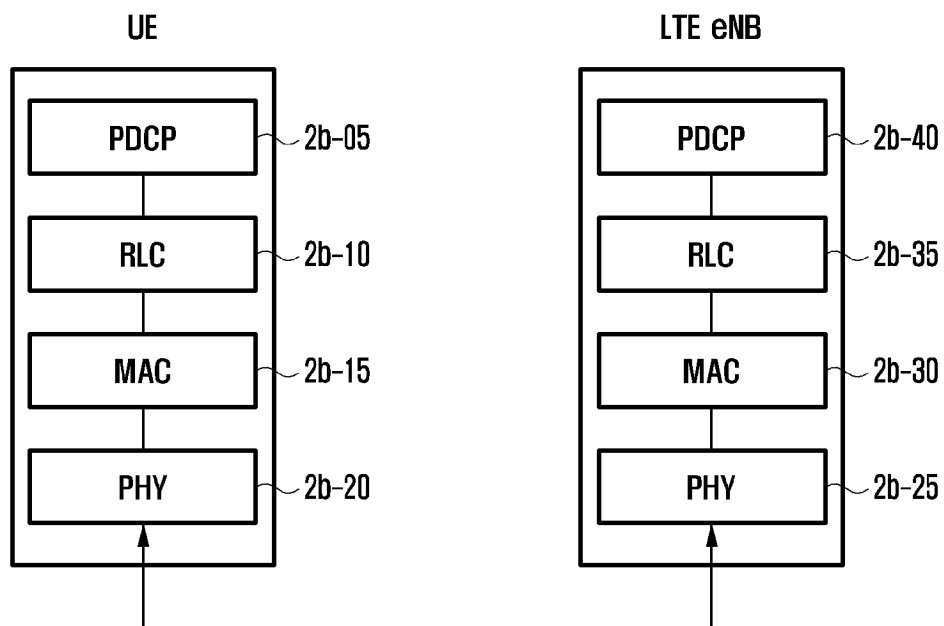 UE
LTE eNB
PDCP 2b-05
PDCP 2b-40
RLC 2b-10
RLC 2b-35
MAC 2b-15
MAC 2b-30
PHY 2b-20
PHY 2b-25